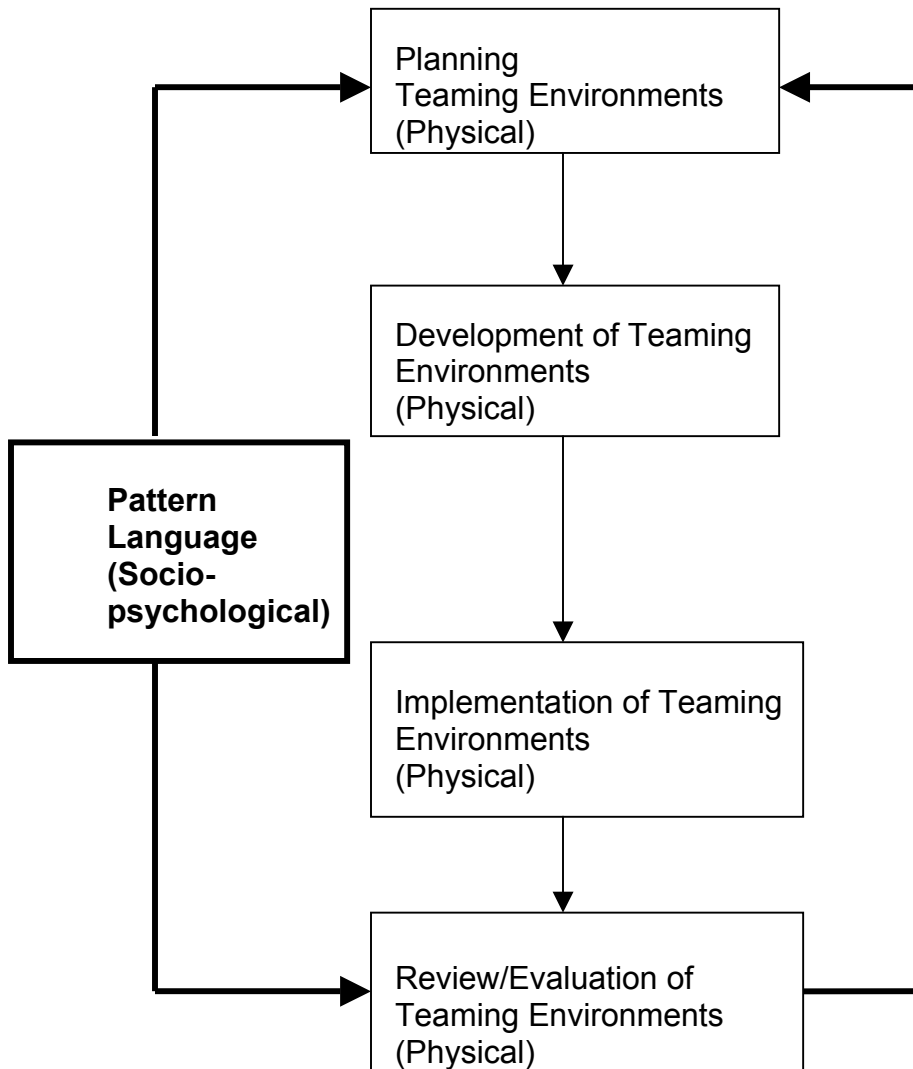 Planning
Teaming Environments
(Physical)
Development of Teaming
Environments
(Physical)
Pattern
Language
(Socio-
psychological)
Implementation of Teaming
Environments
(Physical)
Review/Evaluation of
Teaming Environments
(Physical)